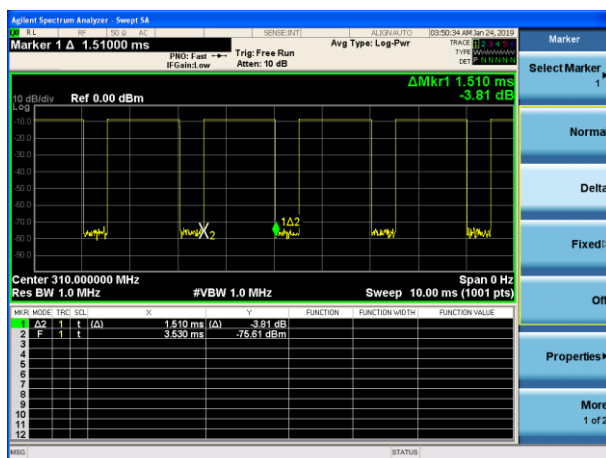 Agilent Spectrum Analyzer - Swept SA
RL RF 50 Ω AC SENSE:INT ALIGN AUTO 03:50:34 AM Jan 24, 2019
Marker 1 Δ 1.51000 ms
PNO: Fast Trig: Free Run Avg Type: Log-Pwr TRACE 1 2 3 4 5 6
IFGain:Low Atten: 10 dB TYPE W
DET P N N N N N
ΔMkr1 1.510 ms
-3.81 dB
10 dB/div Ref 0.00 dBm
Log
-10.0
-20.0
-30.0
-40.0
-50.0
-60.0
-70.0
-80.0
-90.0
1Δ2
X2
Center 310.000000 MHz Span 0 Hz
Res BW 1.0 MHz #VBW 1.0 MHz Sweep 10.00 ms (1001 pts)
MKR MODE TRC SCL X Y FUNCTION FUNCTION WIDTH FUNCTION VALUE
1 Δ2 1 t (Δ) 1.510 ms (Δ) -3.81 dB
2 F 1 t 3.530 ms -75.61 dBm
3
4
5
6
7
8
9
10
11
12
MSG STATUS
Marker
Select Marker
1
Norma
Delta
Fixed
Off
Properties
More
1 of 2